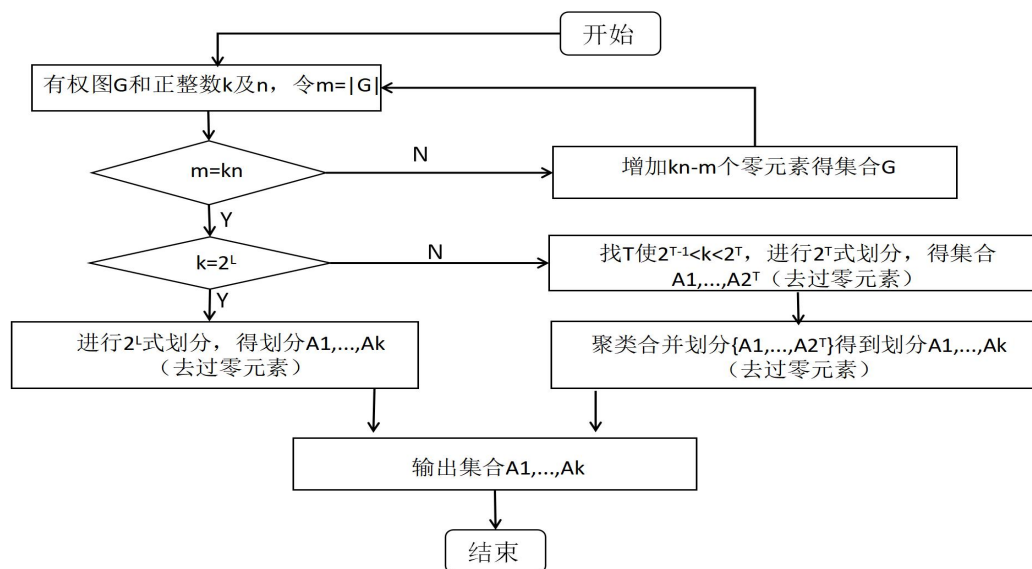 开始
有权图G和正整数k及n，令m=|G|
m=kn
N
增加kn-m个零元素得集合G
Y
k=2ᴸ
N
找T使2ᵀ⁻¹<k<2ᵀ，进行2ᵀ式划分，得集合
A1,...,A2ᵀ（去过零元素）
Y
进行2ᴸ式划分，得划分A1,...,Ak
（去过零元素）
聚类合并划分{A1,...,A2ᵀ}得到划分A1,...,Ak
（去过零元素）
输出集合A1,...,Ak
结束